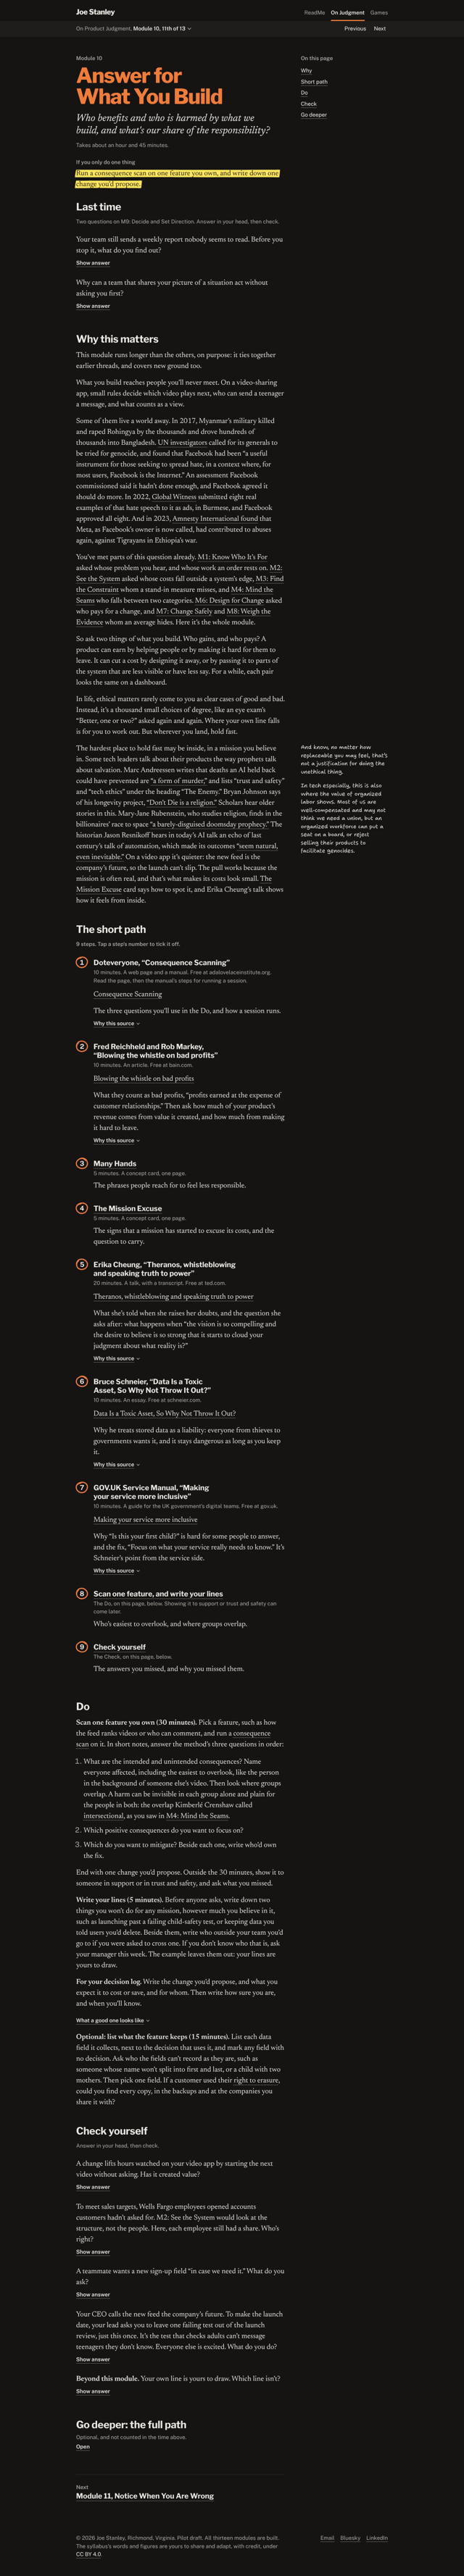 Joe Stanley
ReadMe On Judgment Games
On Product Judgment, Module 10, 11th of 13
Previous Next
Module 10
Answer for
What You Build
Who benefits and who is harmed by what we
build, and what's our share of the responsibility?
Takes about an hour and 45 minutes.
If you only do one thing
Run a consequence scan on one feature you own, and write down one
change you'd propose.
On this page
Why
Short path
Do
Check
Go deeper
Last time
Two questions on M9: Decide and Set Direction. Answer in your head, then check.
Your team still sends a weekly report nobody seems to read. Before you
stop it, what do you find out?
Show answer
Why can a team that shares your picture of a situation act without
asking you first?
Show answer
Why this matters
This module runs longer than the others, on purpose: it ties together
earlier threads, and covers new ground too.
What you build reaches people you'll never meet. On a video-sharing
app, small rules decide which video plays next, who can send a teenager
a message, and what counts as a view.
Some of them live a world away. In 2017, Myanmar's military killed
and raped Rohingya by the thousands and drove hundreds of
thousands into Bangladesh. UN investigators called for its generals to
be tried for genocide, and found that Facebook had been “a useful
instrument for those seeking to spread hate, in a context where, for
most users, Facebook is the Internet.” An assessment Facebook
commissioned said it hadn't done enough, and Facebook agreed it
should do more. In 2022, Global Witness submitted eight real
examples of that hate speech to it as ads, in Burmese, and Facebook
approved all eight. And in 2023, Amnesty International found that
Meta, as Facebook's owner is now called, had contributed to abuses
again, against Tigrayans in Ethiopia's war.
You've met parts of this question already. M1: Know Who It's For
asked whose problem you hear, and whose work an order rests on. M2:
See the System asked whose costs fall outside a system's edge, M3: Find
the Constraint whom a stand-in measure misses, and M4: Mind the
Seams who falls between two categories. M6: Design for Change asked
who pays for a change, and M7: Change Safely and M8: Weigh the
Evidence whom an average hides. Here it's the whole module.
So ask two things of what you build. Who gains, and who pays? A
product can earn by helping people or by making it hard for them to
leave. It can cut a cost by designing it away, or by passing it to parts of
the system that are less visible or have less say. For a while, each pair
looks the same on a dashboard.
In life, ethical matters rarely come to you as clear cases of good and bad.
Instead, it's a thousand small choices of degree, like an eye exam's
“Better, one or two?” asked again and again. Where your own line falls
is for you to work out. But wherever you land, hold fast.
The hardest place to hold fast may be inside, in a mission you believe
in. Some tech leaders talk about their products the way prophets talk
about salvation. Marc Andreessen writes that deaths an AI held back
could have prevented are “a form of murder,” and lists “trust and safety”
and “tech ethics” under the heading “The Enemy.” Bryan Johnson says
of his longevity project, “Don't Die is a religion.” Scholars hear older
stories in this. Mary-Jane Rubenstein, who studies religion, finds in the
billionaires' race to space “a barely-disguised doomsday prophecy.” The
historian Jason Resnikoff hears in today's AI talk an echo of last
century's talk of automation, which made its outcomes “seem natural,
even inevitable.” On a video app it's quieter: the new feed is the
company's future, so the launch can't slip. The pull works because the
mission is often real, and that's what makes its costs look small. The
Mission Excuse card says how to spot it, and Erika Cheung's talk shows
how it feels from inside.
And know, no matter how
replaceable you may feel, that's
not a justification for doing the
unethical thing.
In tech especially, this is also
where the value of organized
labor shows. Most of us are
well-compensated and may not
think we need a union, but an
organized workforce can put a
seat on a board, or reject
selling their products to
facilitate genocides.
The short path
9 steps. Tap a step's number to tick it off.
1 Doteveryone, “Consequence Scanning”
10 minutes. A web page and a manual. Free at adalovelaceinstitute.org.
Read the page, then the manual's steps for running a session.
Consequence Scanning
The three questions you'll use in the Do, and how a session runs.
Why this source
2 Fred Reichheld and Rob Markey,
“Blowing the whistle on bad profits”
10 minutes. An article. Free at bain.com.
Blowing the whistle on bad profits
What they count as bad profits, “profits earned at the expense of
customer relationships.” Then ask how much of your product's
revenue comes from value it created, and how much from making
it hard to leave.
Why this source
3 Many Hands
5 minutes. A concept card, one page.
The phrases people reach for to feel less responsible.
4 The Mission Excuse
5 minutes. A concept card, one page.
The signs that a mission has started to excuse its costs, and the
question to carry.
5 Erika Cheung, “Theranos, whistleblowing
and speaking truth to power”
20 minutes. A talk, with a transcript. Free at ted.com.
Theranos, whistleblowing and speaking truth to power
What she's told when she raises her doubts, and the question she
asks after: what happens when “the vision is so compelling and
the desire to believe is so strong that it starts to cloud your
judgment about what reality is?”
Why this source
6 Bruce Schneier, “Data Is a Toxic
Asset, So Why Not Throw It Out?”
10 minutes. An essay. Free at schneier.com.
Data Is a Toxic Asset, So Why Not Throw It Out?
Why he treats stored data as a liability: everyone from thieves to
governments wants it, and it stays dangerous as long as you keep
it.
Why this source
7 GOV.UK Service Manual, “Making
your service more inclusive”
10 minutes. A guide for the UK government's digital teams. Free at gov.uk.
Making your service more inclusive
Why “Is this your first child?” is hard for some people to answer,
and the fix, “Focus on what your service really needs to know.” It's
Schneier's point from the service side.
Why this source
8 Scan one feature, and write your lines
The Do, on this page, below. Showing it to support or trust and safety can
come later.
Who's easiest to overlook, and where groups overlap.
9 Check yourself
The Check, on this page, below.
The answers you missed, and why you missed them.
Do
Scan one feature you own (30 minutes). Pick a feature, such as how
the feed ranks videos or who can comment, and run a consequence
scan on it. In short notes, answer the method's three questions in order:
1. What are the intended and unintended consequences? Name
everyone affected, including the easiest to overlook, like the person
in the background of someone else's video. Then look where groups
overlap. A harm can be invisible in each group alone and plain for
the people in both: the overlap Kimberlé Crenshaw called
intersectional, as you saw in M4: Mind the Seams.
2. Which positive consequences do you want to focus on?
3. Which do you want to mitigate? Beside each one, write who'd own
the fix.
End with one change you'd propose. Outside the 30 minutes, show it to
someone in support or in trust and safety, and ask what you missed.
Write your lines (5 minutes). Before anyone asks, write down two
things you won't do for any mission, however much you believe in it,
such as launching past a failing child-safety test, or keeping data you
told users you'd delete. Beside them, write who outside your team you'd
go to if you were asked to cross one. If you don't know who that is, ask
your manager this week. The example leaves them out: your lines are
yours to draw.
For your decision log. Write the change you'd propose, and what you
expect it to cost or save, and for whom. Then write how sure you are,
and when you'll know.
What a good one looks like
Optional: list what the feature keeps (15 minutes). List each data
field it collects, next to the decision that uses it, and mark any field with
no decision. Ask who the fields can't record as they are, such as
someone whose name won't split into first and last, or a child with two
mothers. Then pick one field. If a customer used their right to erasure,
could you find every copy, in the backups and at the companies you
share it with?
Check yourself
Answer in your head, then check.
A change lifts hours watched on your video app by starting the next
video without asking. Has it created value?
Show answer
To meet sales targets, Wells Fargo employees opened accounts
customers hadn't asked for. M2: See the System would look at the
structure, not the people. Here, each employee still had a share. Who's
right?
Show answer
A teammate wants a new sign-up field “in case we need it.” What do you
ask?
Show answer
Your CEO calls the new feed the company's future. To make the launch
date, your lead asks you to leave one failing test out of the launch
review, just this once. It's the test that checks adults can't message
teenagers they don't know. Everyone else is excited. What do you do?
Show answer
Beyond this module. Your own line is yours to draw. Which line isn't?
Show answer
Go deeper: the full path
Optional, and not counted in the time above.
Open
Next
Module 11, Notice When You Are Wrong
© 2026 Joe Stanley, Richmond, Virginia. Pilot draft. All thirteen modules are built.
The syllabus's words and figures are yours to share and adapt, with credit, under
CC BY 4.0.
Email Bluesky LinkedIn